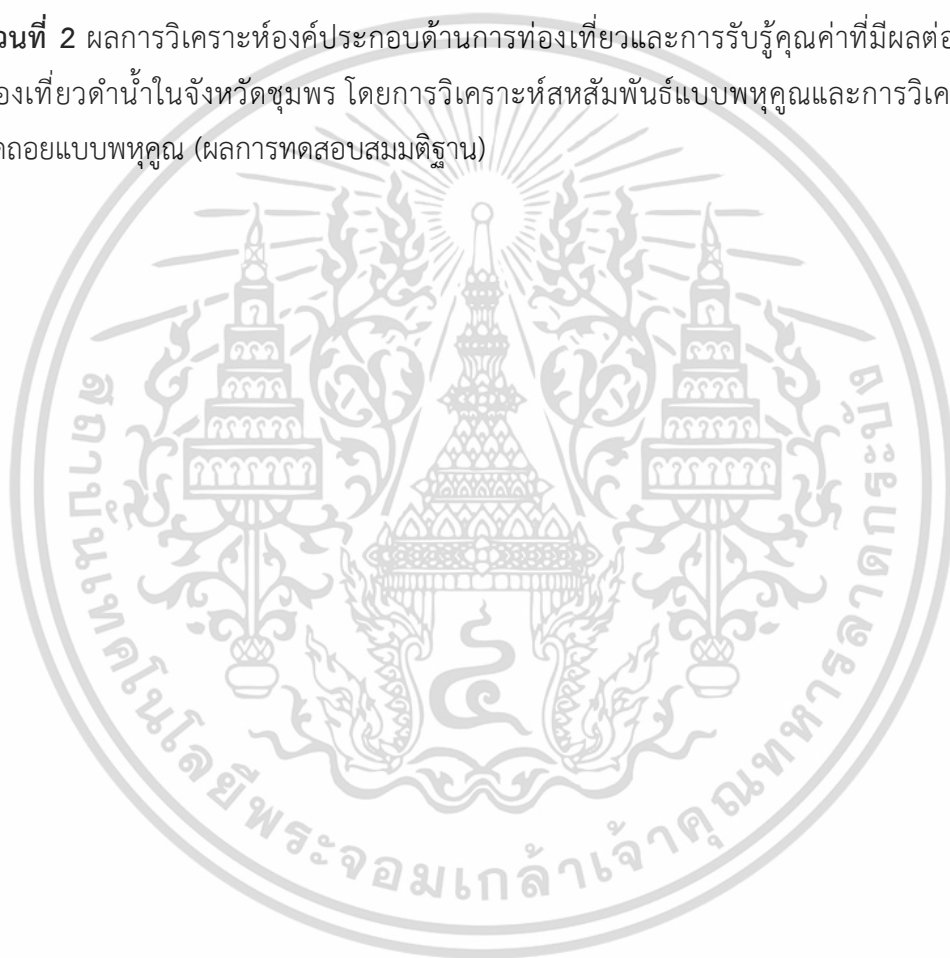 วนที่ 2 ผลการวิเคราะห์องค์ประกอบด้านการท่องเที่ยวและการรับรู้คุณค่าที่มีผลต่อ
องเที่ยวดำน้ำในจังหวัดชุมพร โดยการวิเคราะห์สหสัมพันธ์แบบพหุคูณและการวิเค
ถอยแบบพหุคูณ (ผลการทดสอบสมมติฐาน)
สถาบันเทคโนโลยีพระจอมเกล้าเจ้าคุณทหารลาดกระบัง